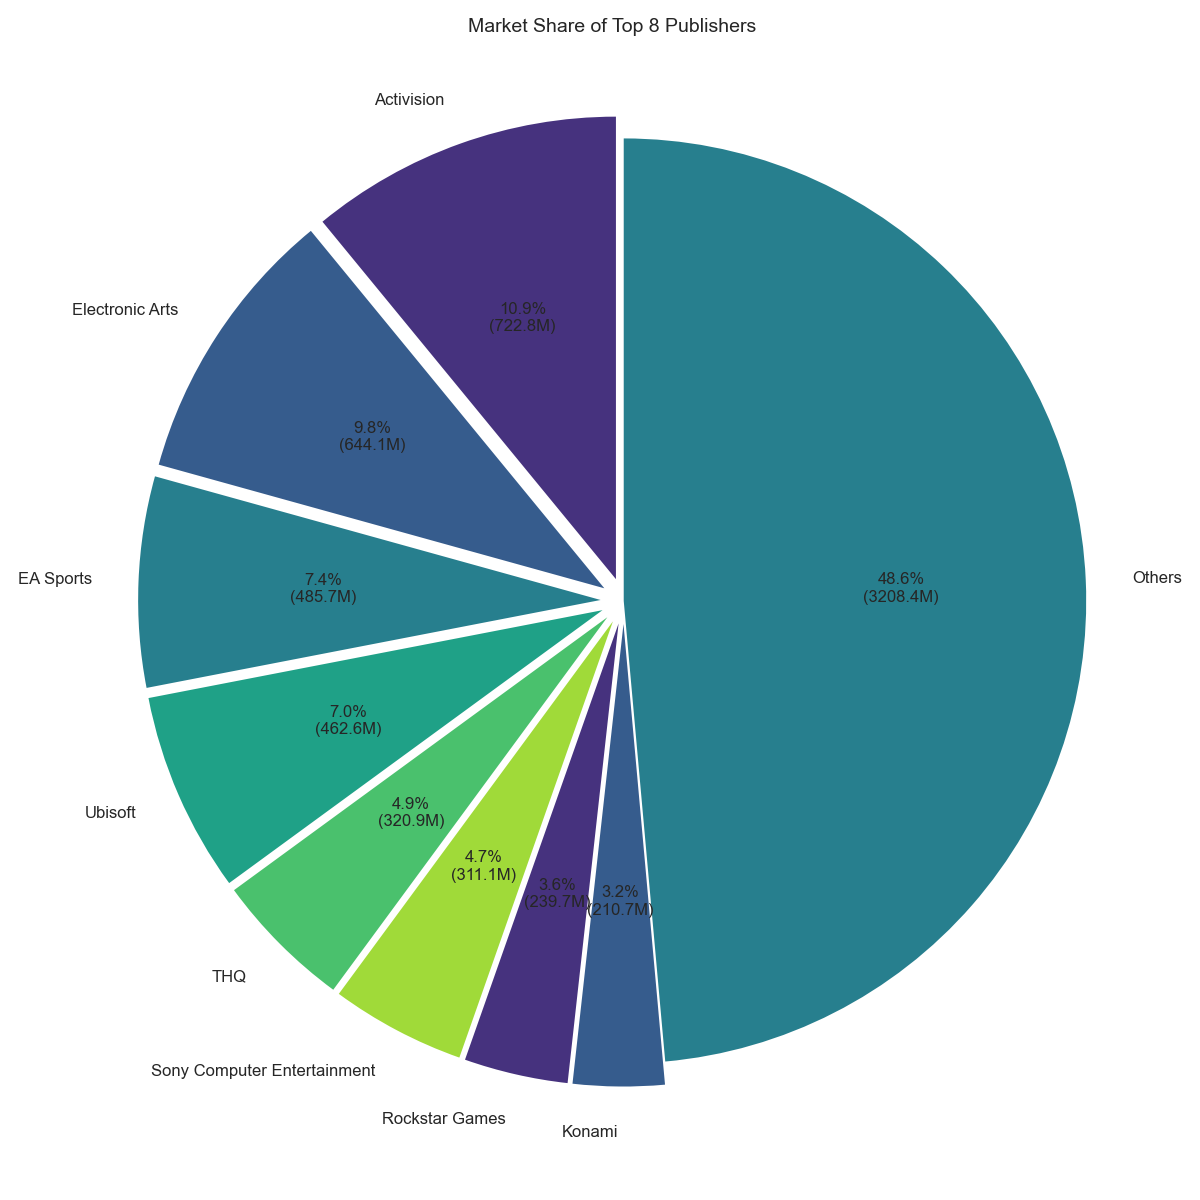 Market Share of Top 8 Publishers
Activision
10.9%
(722.8M)
Electronic Arts
9.8%
(644.1M)
EA Sports
7.4%
(485.7M)
Ubisoft
7.0%
(462.6M)
THQ
4.9%
(320.9M)
Sony Computer Entertainment
4.7%
(311.1M)
Rockstar Games
3.6%
(239.7M)
Konami
3.2%
(210.7M)
Others
48.6%
(3208.4M)